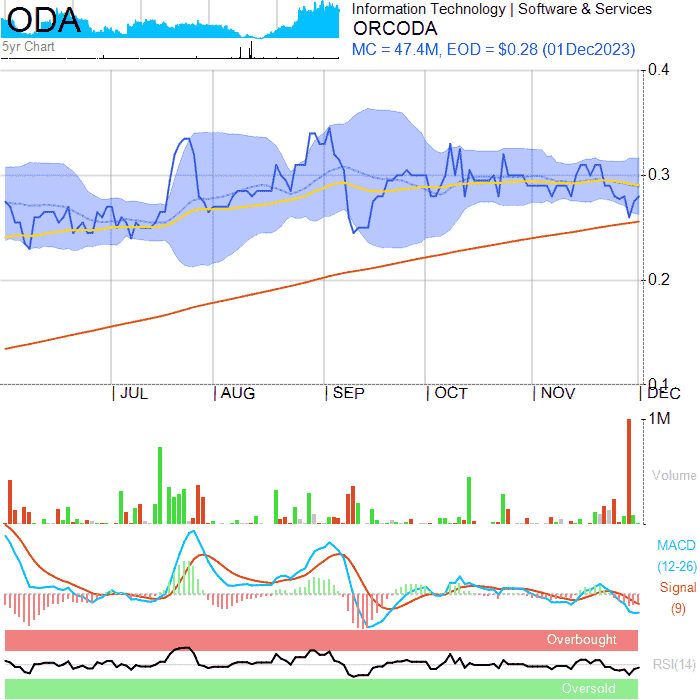 ODA
Information Technology | Software & Services
ORCODA
5yr Chart
MC = 47.4M, EOD = $0.28 (01Dec2023)
0.4
0.3
0.2
0.1
JUL AUG SEP OCT NOV DEC
1M
Volume
MACD
(12-26)
Signal
(9)
Overbought
RSI(14)
Oversold